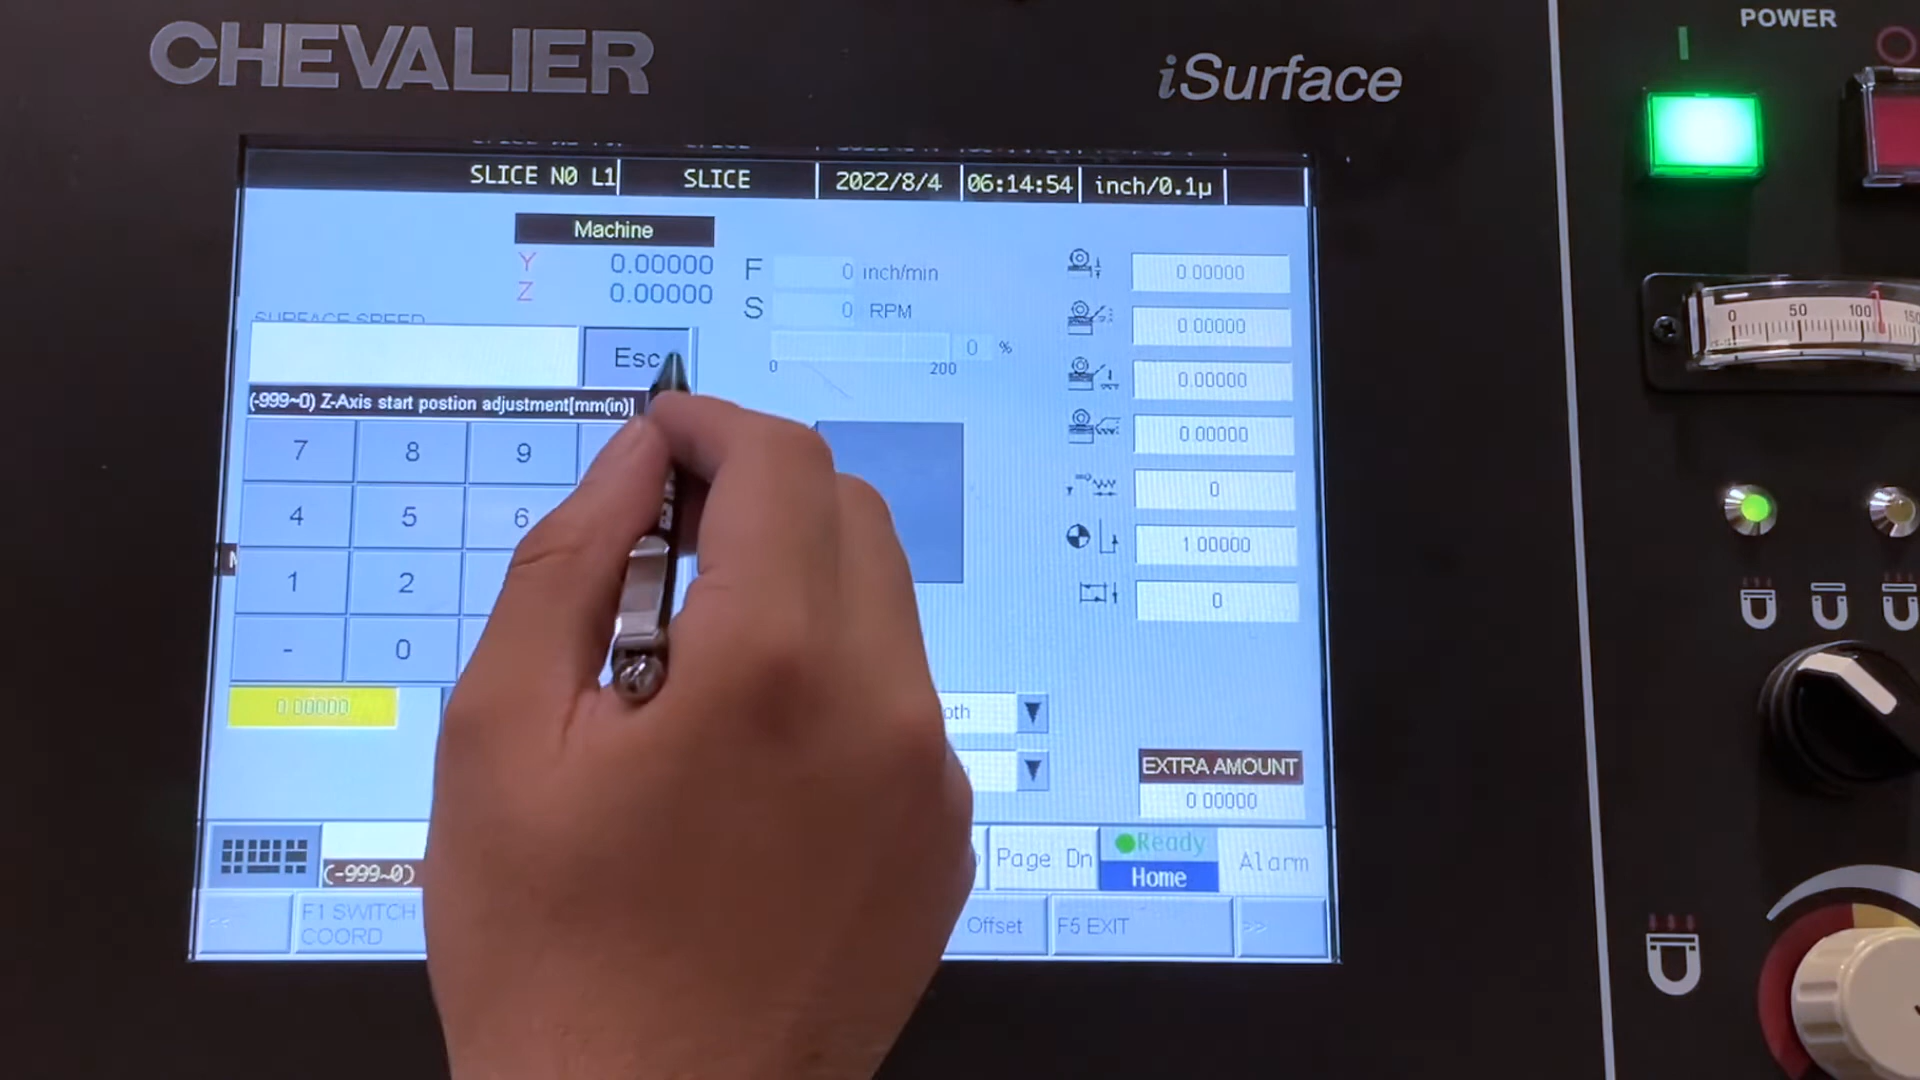 CHEVALIER
iSurface
POWER
SLICE N0 L1
SLICE
2022/8/4
06:14:54
inch/0.1µ
Machine
Y 0.00000
Z 0.00000
F 0 inch/min
S 0 RPM
0 %
0 200
SURFACE SPEED
Esc
(-999~0) Z-Axis start postion adjustment[mm(in)]
7 8 9
4 5 6
1 2
- 0
0.00000
0.00000
0.00000
0.00000
0.00000
0
1.00000
0
EXTRA AMOUNT
0.00000
(-999~0)
Page Dn
Ready
Home
Alarm
<<
F1 SWITCH
COORD
Offset
F5 EXIT
>>
0 50 100 150